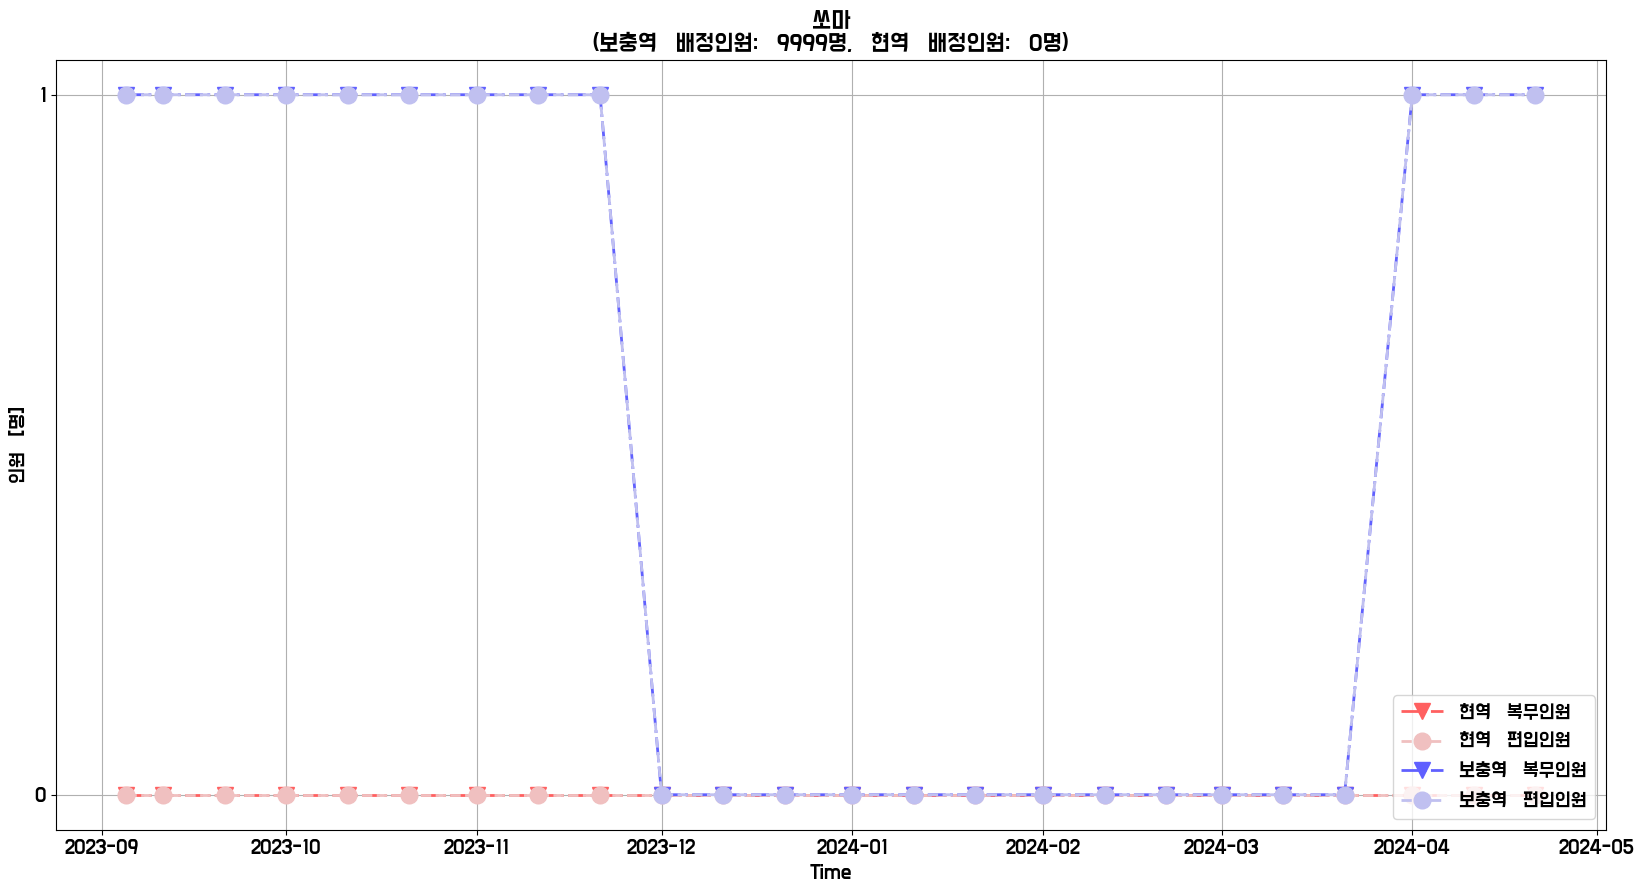 쏘마
(보충역 배정인원: 9999명, 현역 배정인원: 0명)
1
0
인원 [명]
2023-09 2023-10 2023-11 2023-12 2024-01 2024-02 2024-03 2024-04 2024-05
Time
현역 복무인원
현역 편입인원
보충역 복무인원
보충역 편입인원